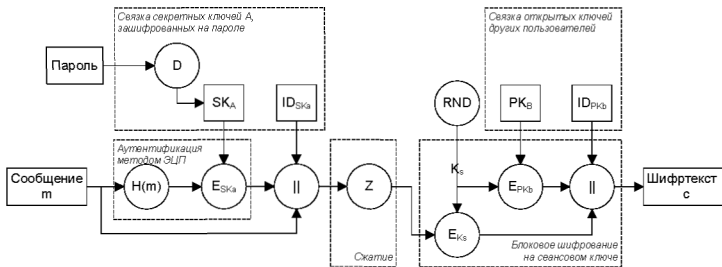 Связка секретных ключей А,
зашифрованных на пароле
Связка открытых ключей
других пользователей
Пароль
D
SKA
IDSKa
RND
PKB
IDPKb
Аутентификация
методом ЭЦП
Ks
Сообщение
m
H(m)
ESKa
||
Z
EPKb
||
Шифртекст
c
EKs
Сжатие
Блоковое шифрование
на сеансовом ключе